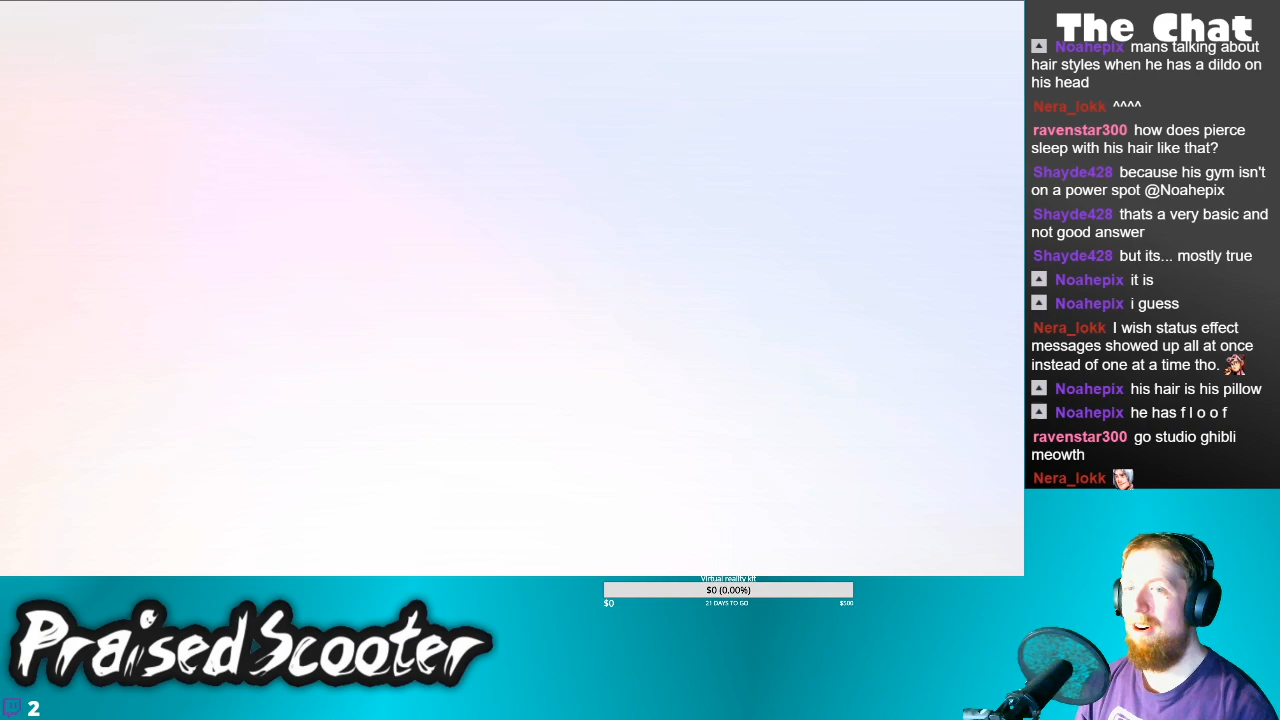 The Chat
Noahepix mans talking about
hair styles when he has a dildo on
his head
Nera_lokk ^^^^
ravenstar300 how does pierce
sleep with his hair like that?
Shayde428 because his gym isn't
on a power spot @Noahepix
Shayde428 thats a very basic and
not good answer
Shayde428 but its... mostly true
Noahepix it is
Noahepix i guess
Nera_lokk I wish status effect
messages showed up all at once
instead of one at a time tho.
Noahepix his hair is his pillow
Noahepix he has f l o o f
ravenstar300 go studio ghibli
meowth
Nera_lokk
Virtual reality kit
$0 (0.00%)
$0 21 DAYS TO GO $500
PraisedScooter
2